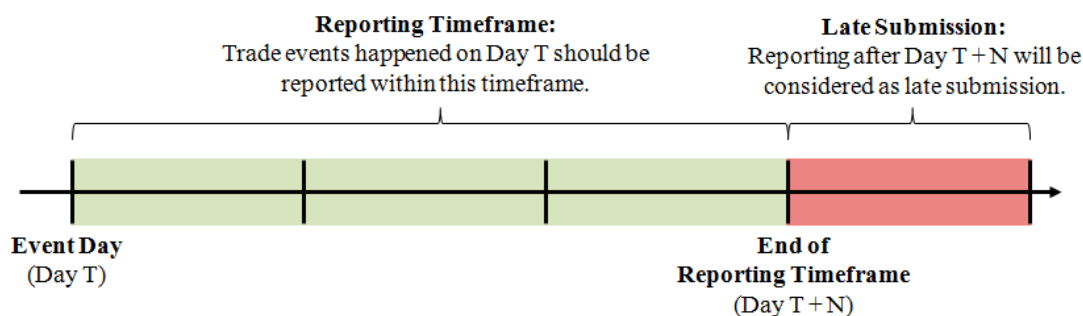 Reporting Timeframe:
Trade events happened on Day T should be
reported within this timeframe.
Late Submission:
Reporting after Day T + N will be
considered as late submission.
Event Day
(Day T)
End of
Reporting Timeframe
(Day T + N)